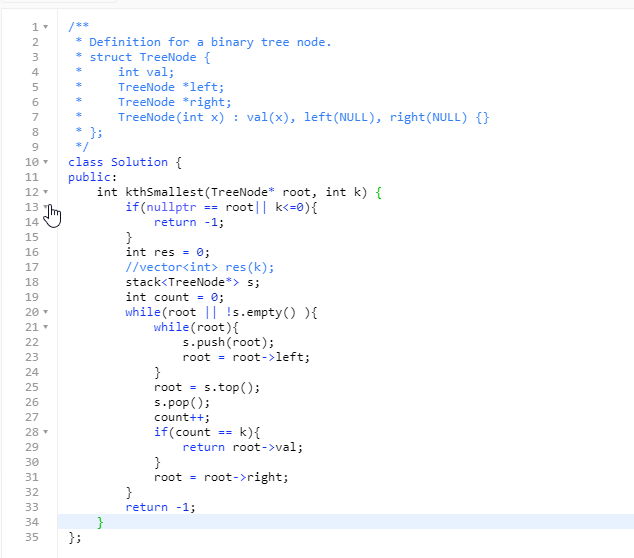 1 /**
2  * Definition for a binary tree node.
3  * struct TreeNode {
4  *     int val;
5  *     TreeNode *left;
6  *     TreeNode *right;
7  *     TreeNode(int x) : val(x), left(NULL), right(NULL) {}
8  * };
9  */
10 class Solution {
11 public:
12     int kthSmallest(TreeNode* root, int k) {
13         if(nullptr == root|| k<=0){
14             return -1;
15         }
16         int res = 0;
17         //vector<int> res(k);
18         stack<TreeNode*> s;
19         int count = 0;
20         while(root || !s.empty() ){
21             while(root){
22                 s.push(root);
23                 root = root->left;
24             }
25             root = s.top();
26             s.pop();
27             count++;
28             if(count == k){
29                 return root->val;
30             }
31             root = root->right;
32         }
33         return -1;
34     }
35 };